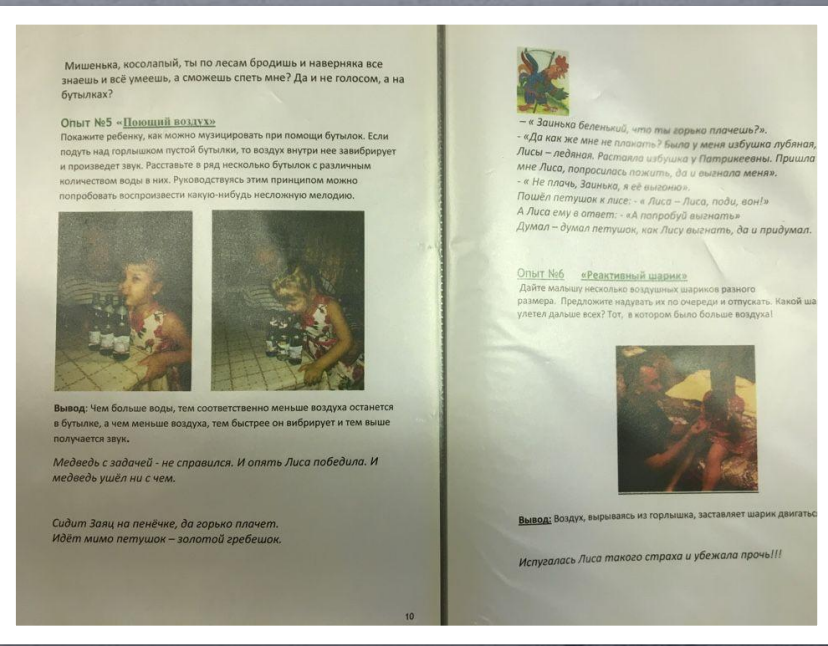 Мишенька, косолапый, ты по лесам бродишь и наверняка все
знаешь и всё умеешь, а сможешь спеть мне? Да и не голосом, а на
бутылках?
Опыт №5 «Поющий воздух»
Покажите ребенку, как можно музицировать при помощи бутылок. Если
подуть над горлышком пустой бутылки, то воздух внутри нее завибрирует
и произведет звук. Расставьте в ряд несколько бутылок с различным
количеством воды в них. Руководствуясь этим принципом можно
попробовать воспроизвести какую-нибудь несложную мелодию.
Вывод: Чем больше воды, тем соответственно меньше воздуха останется
в бутылке, а чем меньше воздуха, тем быстрее он вибрирует и тем выше
получается звук.
Медведь с задачей - не справился. И опять Лиса победила. И
медведь ушёл ни с чем.
Сидит Заяц на пенёчке, да горько плачет.
Идёт мимо петушок – золотой гребешок.
10
– « Заинька беленький, что ты горько плачешь?».
- «Да как же мне не плакать? Была у меня избушка лубяная,
Лисы – ледяная. Растаяла избушка у Патрикеевны. Пришла
мне Лиса, попросилась пожить, да и выгнала меня».
- « Не плачь, Заинька, я её выгоню».
Пошёл петушок к лисе: - « Лиса – Лиса, поди, вон!»
А Лиса ему в ответ: - «А попробуй выгнать»
Думал – думал петушок, как Лису выгнать, да и придумал.
Опыт №6 «Реактивный шарик»
Дайте малышу несколько воздушных шариков разного
размера. Предложите надувать их по очереди и отпускать. Какой ша
улетел дальше всех? Тот, в котором было больше воздуха!
Вывод: Воздух, вырываясь из горлышка, заставляет шарик двигатьс
Испугалась Лиса такого страха и убежала прочь!!!